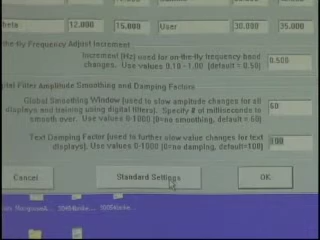 heta 12.000 15.000 User 30.000 35.000
the-fly Frequency Adjust Increment
Increment (Hz) used for on-the-fly frequency band
changes. Use values 0.10 - 1.00 (default = 0.50)
0.500
gital Filter Amplitude Smoothing and Damping Factors
Global Smoothing Window (used to slow amplitude changes for all
displays and training using digital filters). Specify # of milliseconds to
smooth over. Use values 0-1000 (0=no smoothing, default = 60)
60
Text Damping Factor (used to further slow value changes for text
displays). Use values 0-1000 (0=no damping, default=100)
Cancel Standard Settings OK